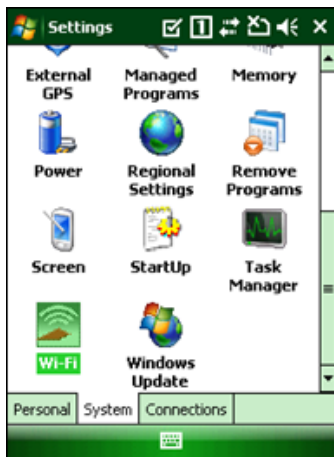 Settings
1
External GPS
Managed Programs
Memory
Power
Regional Settings
Remove Programs
Screen
StartUp
Task Manager
Wi-Fi
Windows Update
Personal System Connections